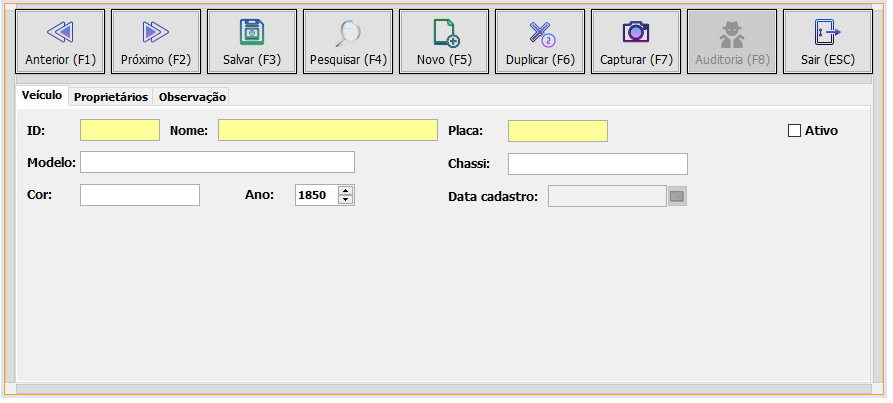 Anterior (F1) Próximo (F2) Salvar (F3) Pesquisar (F4) Novo (F5) Duplicar (F6) Capturar (F7) Auditoria (F8) Sair (ESC)
Veículo Proprietários Observação
ID: Nome: Placa: Ativo
Modelo: Chassi:
Cor: Ano: 1850 Data cadastro: